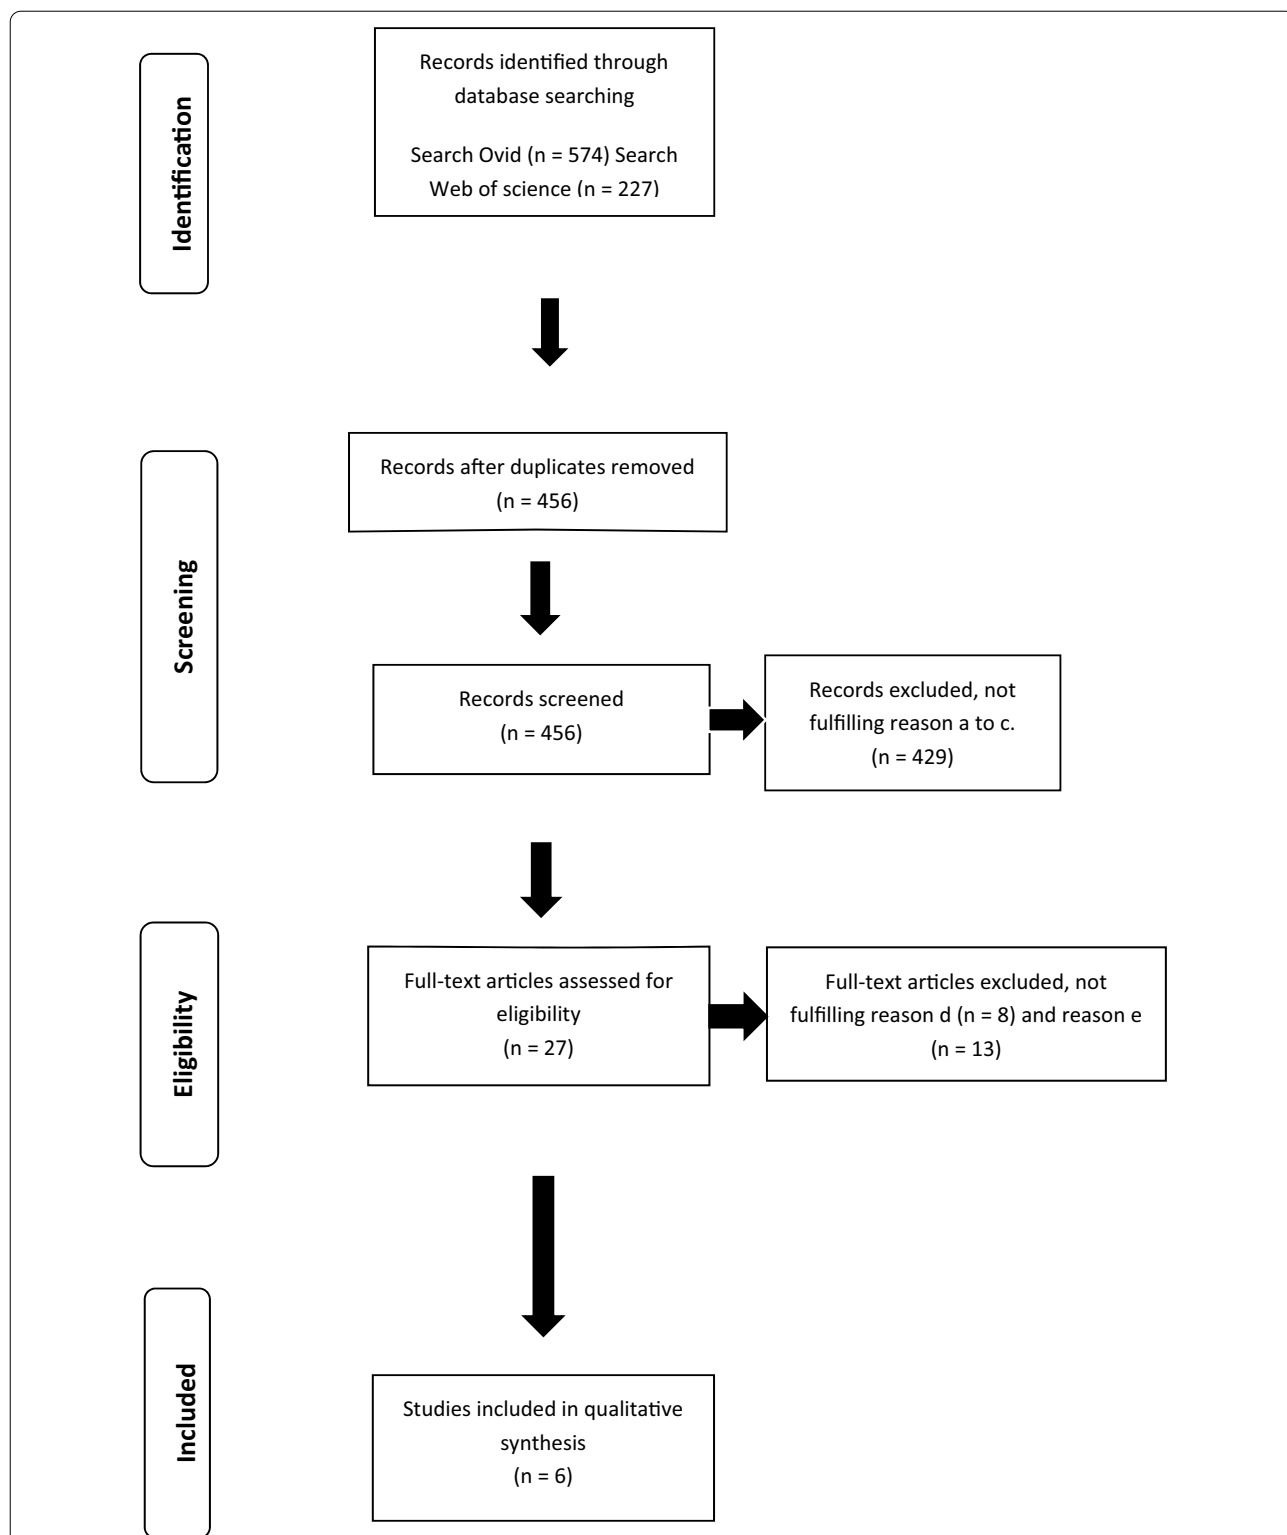 Identification
Records identified through
database searching
Search Ovid (n = 574) Search
Web of science (n = 227)
Screening
Records after duplicates removed
(n = 456)
Records screened
(n = 456)
Records excluded, not
fulfilling reason a to c.
(n = 429)
Eligibility
Full-text articles assessed for
eligibility
(n = 27)
Full-text articles excluded, not
fulfilling reason d (n = 8) and reason e
(n = 13)
Included
Studies included in qualitative
synthesis
(n = 6)